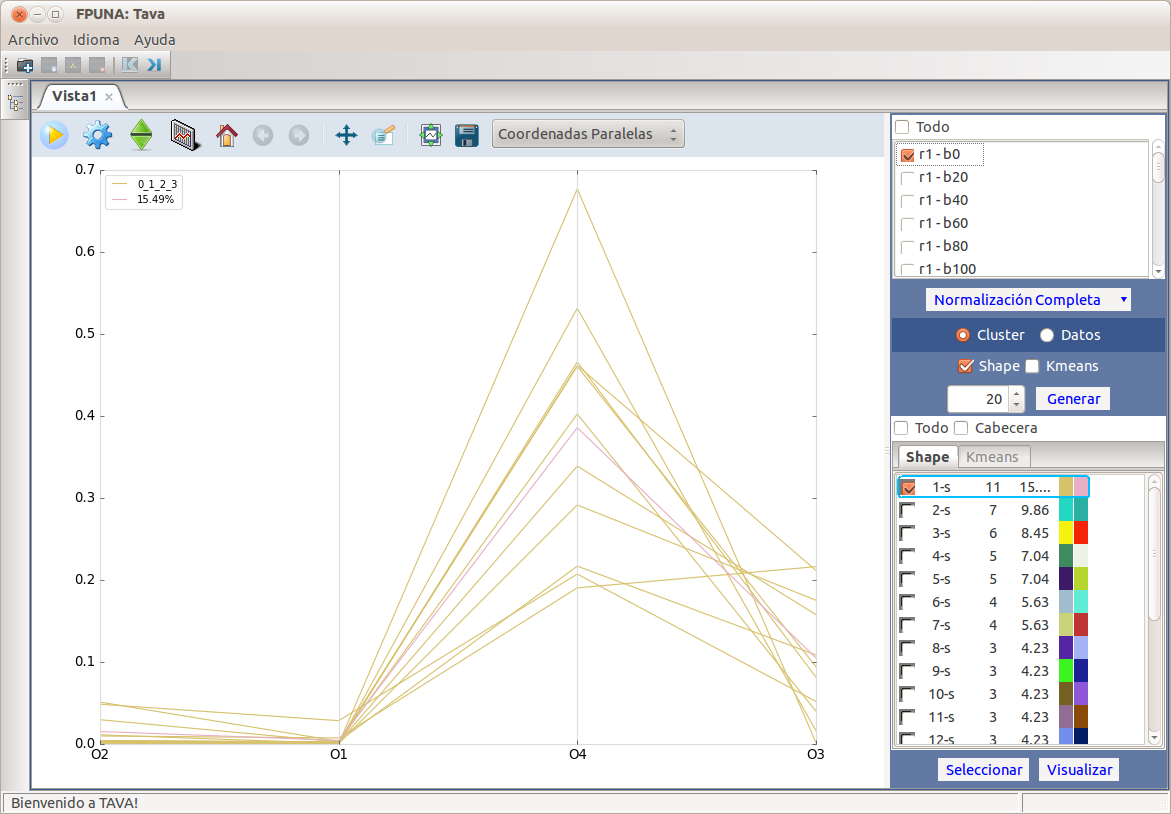 FPUNA: Tava
Archivo Idioma Ayuda
Vista1
Coordenadas Paralelas
0.7
0.6
0.5
0.4
0.3
0.2
0.1
0.0
0_1_2_3
15.49%
O2 O1 O4 O3
Todo
r1 - b0
r1 - b20
r1 - b40
r1 - b60
r1 - b80
r1 - b100
Normalización Completa
Cluster Datos
Shape Kmeans
20 Generar
Todo Cabecera
Shape Kmeans
1-s 11 15....
2-s 7 9.86
3-s 6 8.45
4-s 5 7.04
5-s 5 7.04
6-s 4 5.63
7-s 4 5.63
8-s 3 4.23
9-s 3 4.23
10-s 3 4.23
11-s 3 4.23
12-s 3 4.23
Seleccionar Visualizar
Bienvenido a TAVA!